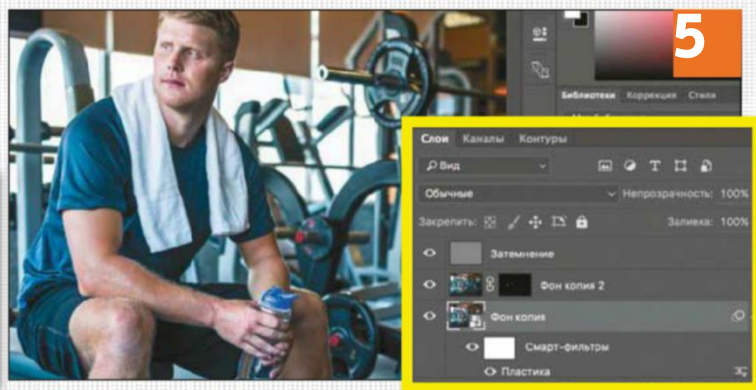 5
Библиотеки Коррекция Стили
Слои Каналы Контуры
Вид
Обычные Непрозрачность: 100%
Закрепить: Заливка: 100%
Затемнение
Фон копия 2
Фон копия
Смарт-фильтры
Пластика